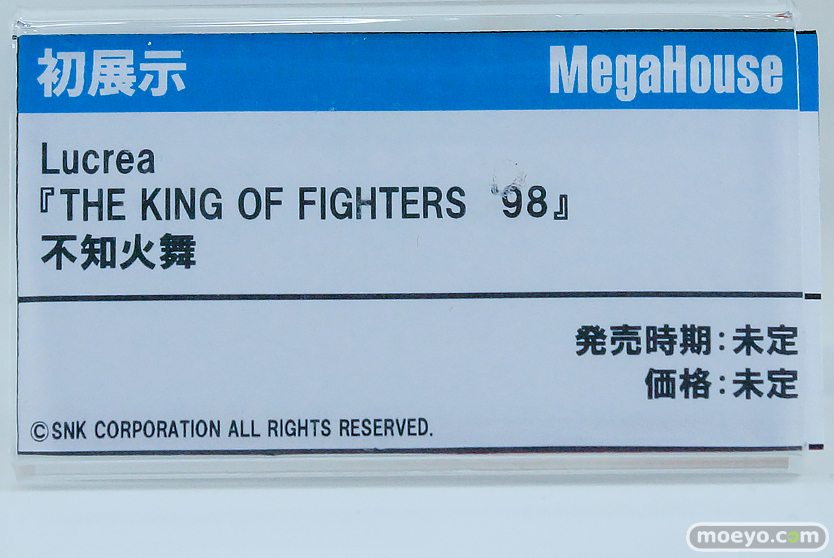 初展示 MegaHouse
Lucrea
『THE KING OF FIGHTERS '98』
不知火舞
発売時期：未定
価格：未定
©SNK CORPORATION ALL RIGHTS RESERVED.
moeyo.com